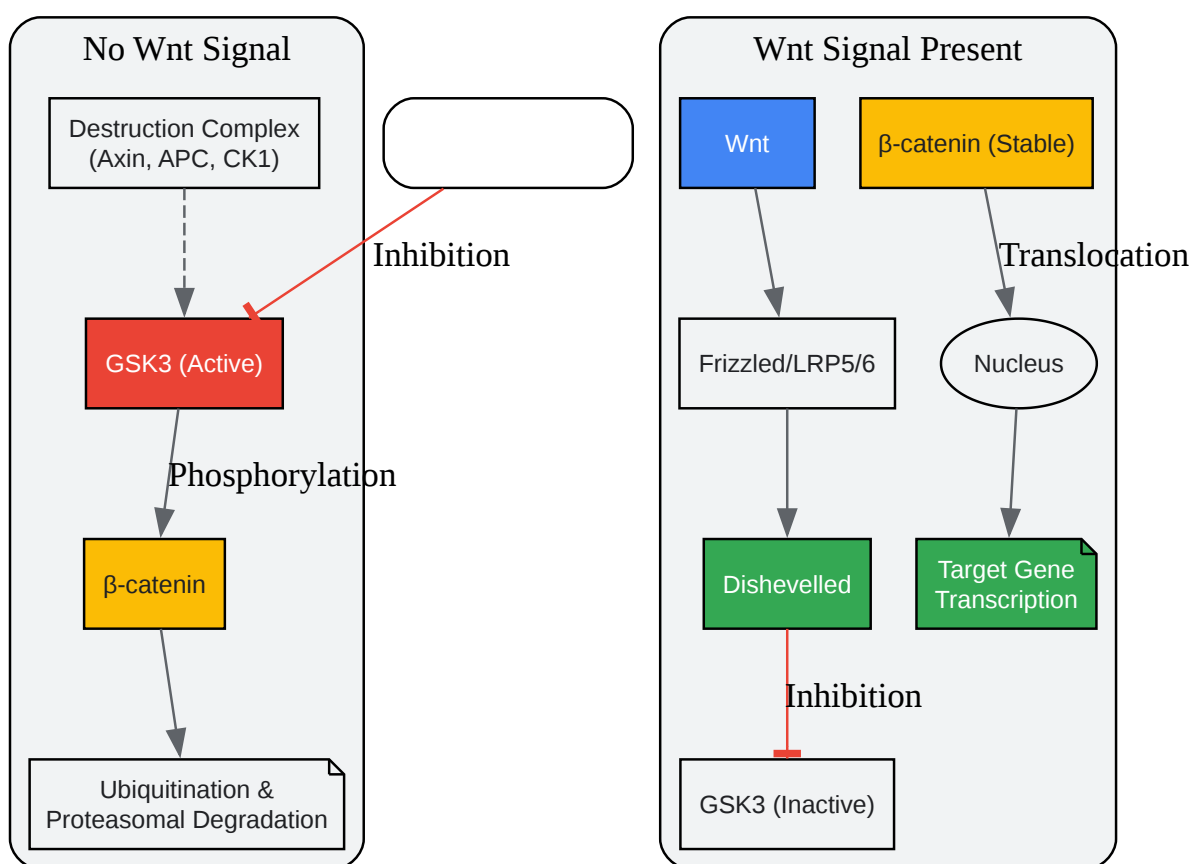 No Wnt Signal
Destruction Complex
(Axin, APC, CK1)
Inhibition
GSK3 (Active)
Phosphorylation
β-catenin
Ubiquitination &
Proteasomal Degradation
Wnt Signal Present
Wnt
β-catenin (Stable)
Translocation
Frizzled/LRP5/6
Nucleus
Dishevelled
Target Gene
Transcription
Inhibition
GSK3 (Inactive)